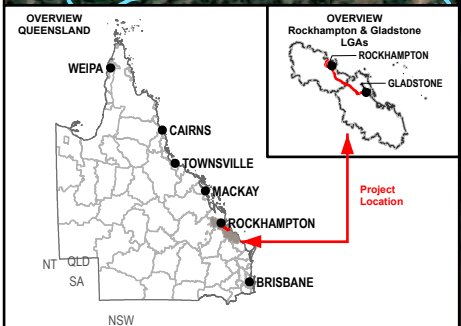 OVERVIEW
QUEENSLAND
WEIPA
CAIRNS
TOWNSVILLE
MACKAY
ROCKHAMPTON
BRISBANE
NT
QLD
SA
NSW
OVERVIEW
Rockhampton & Gladstone
LGAs
ROCKHAMPTON
GLADSTONE
Project
Location